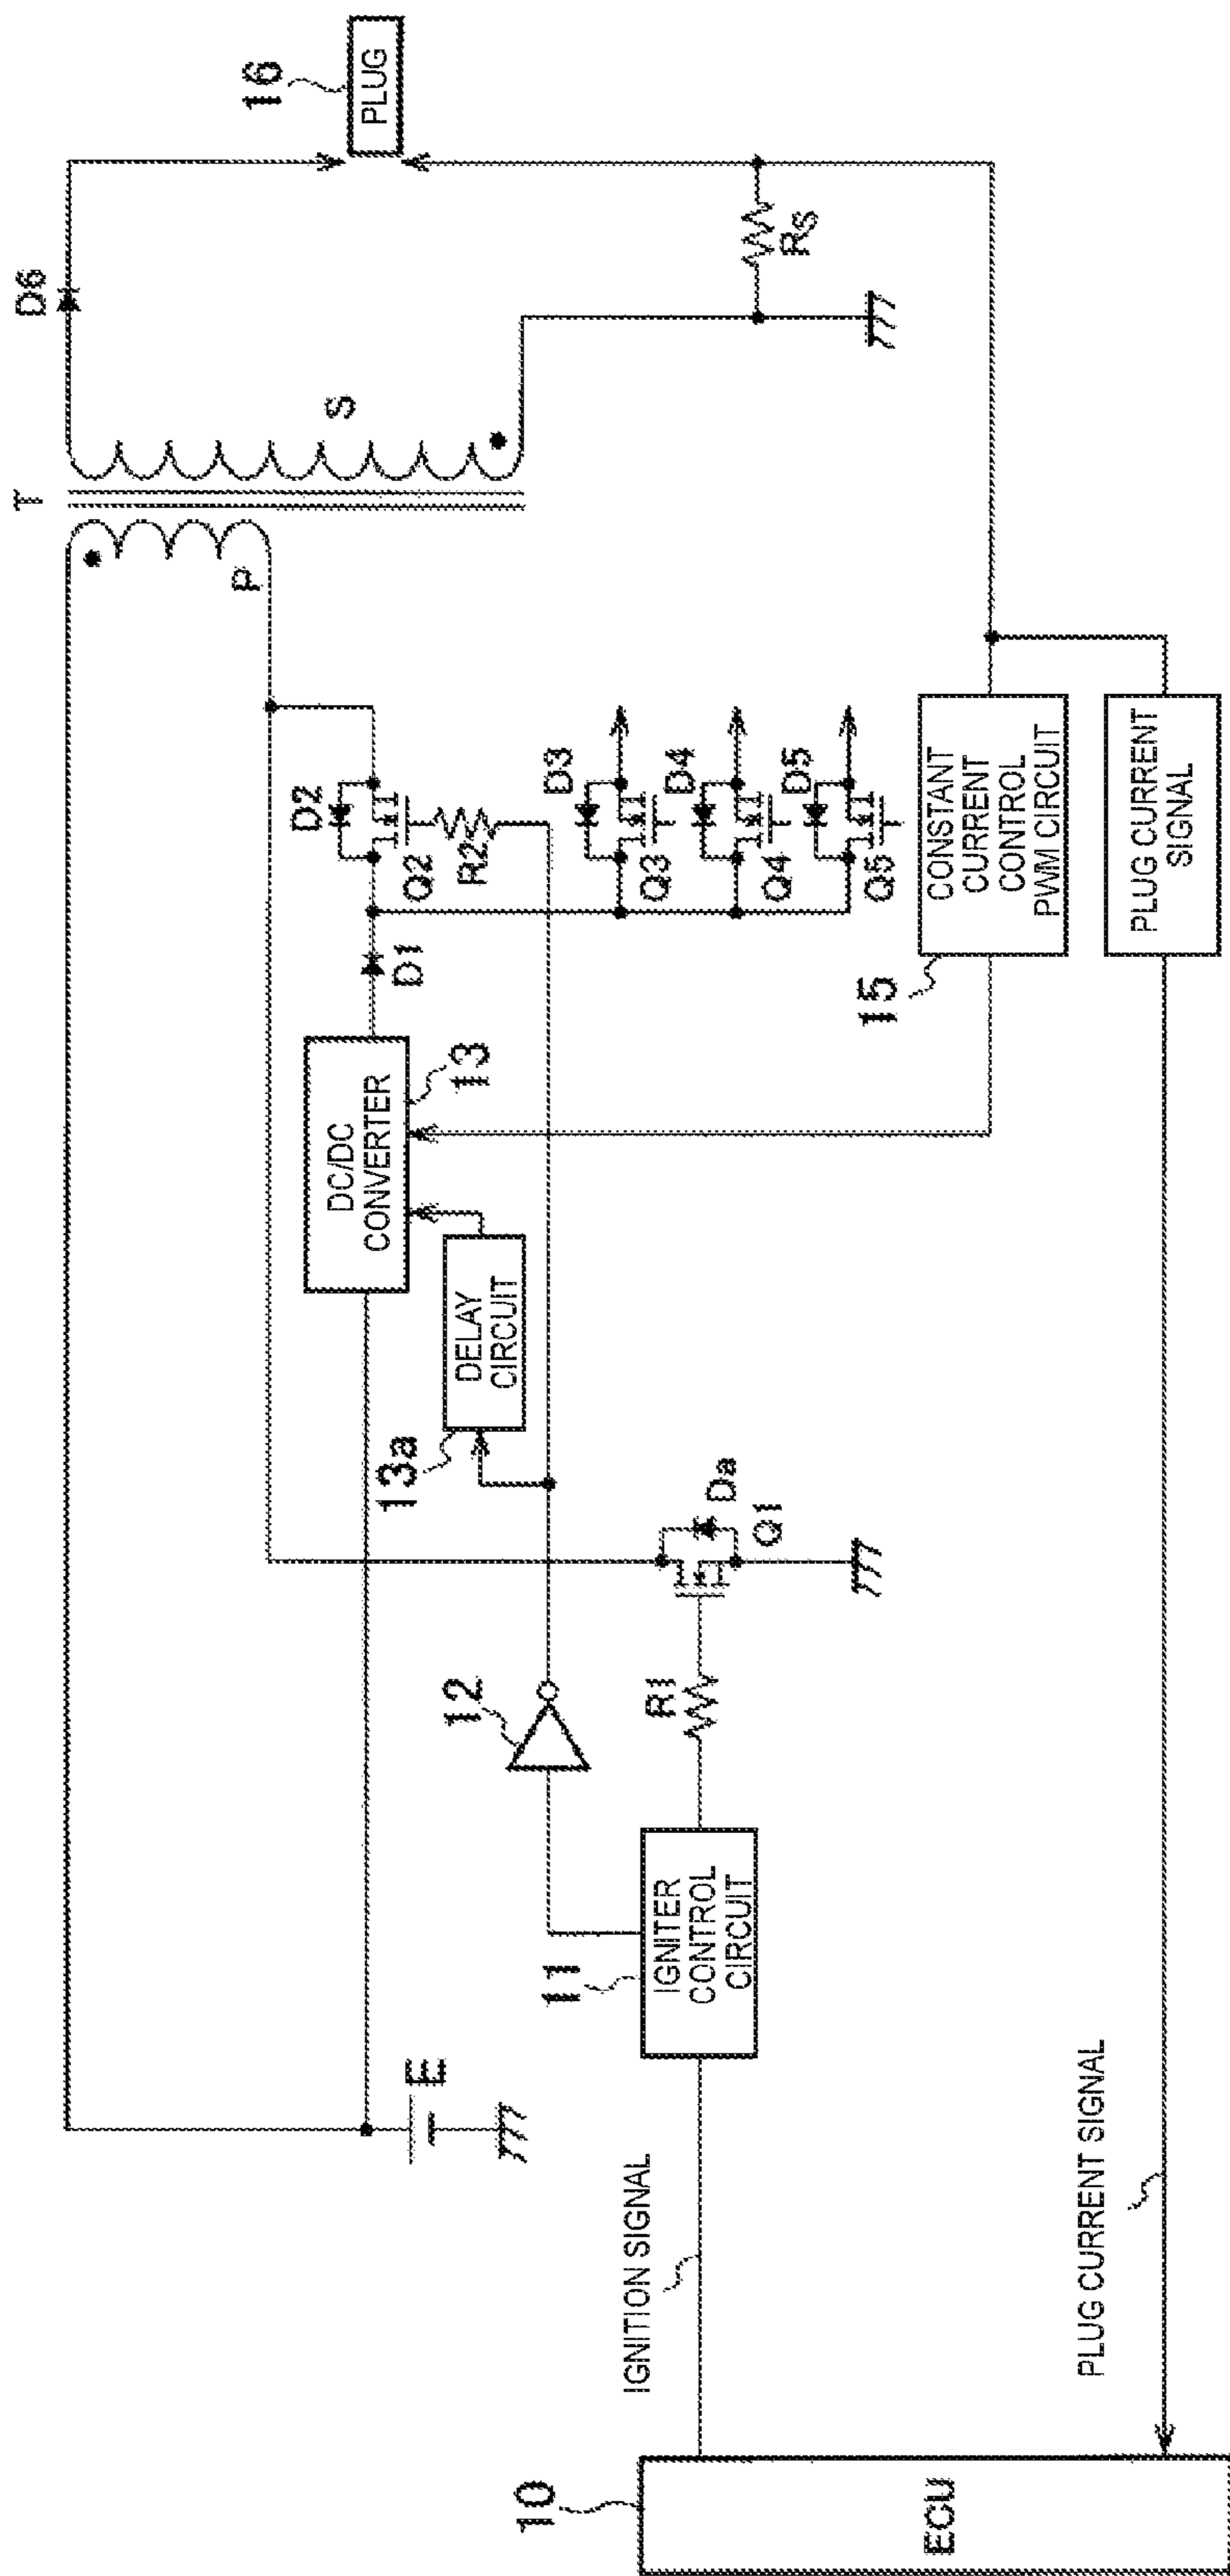 T
D6
16
PLUG
P
S
D2
Q2
R2
D1
DC/DC
CONVERTER
13
DELAY
CIRCUIT
13a
D3
Q3
D4
Q4
D5
Q5
RS
E
12
11
IGNITER
CONTROL
CIRCUIT
R1
Da
Q1
15
CONSTANT
CURRENT
CONTROL
PWM CIRCUIT
PLUG CURRENT
SIGNAL
IGNITION SIGNAL
PLUG CURRENT SIGNAL
10
ECU